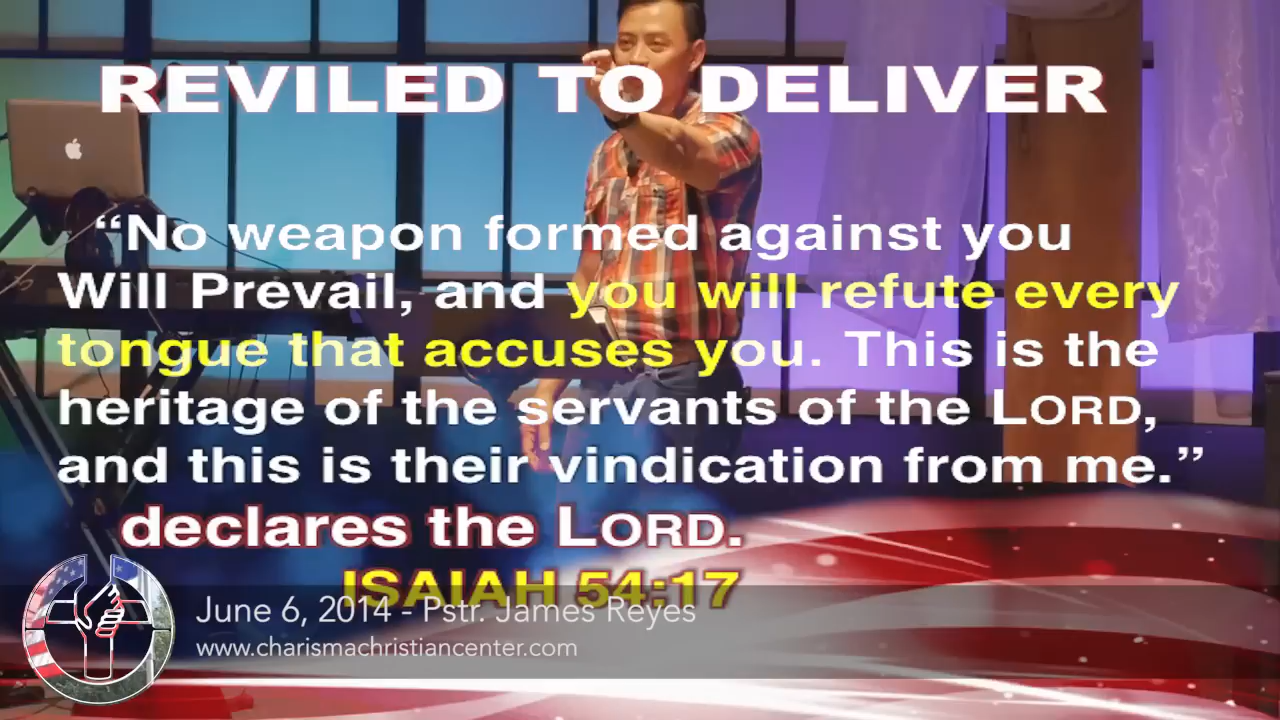 REVILED TO DELIVER
“No weapon formed against you
Will Prevail, and you will refute every
tongue that accuses you. This is the
heritage of the servants of the LORD,
and this is their vindication from me.”
declares the LORD.
ISAIAH 54:17
June 6, 2014 - Pstr. James Reyes
www.charismachristiancenter.com